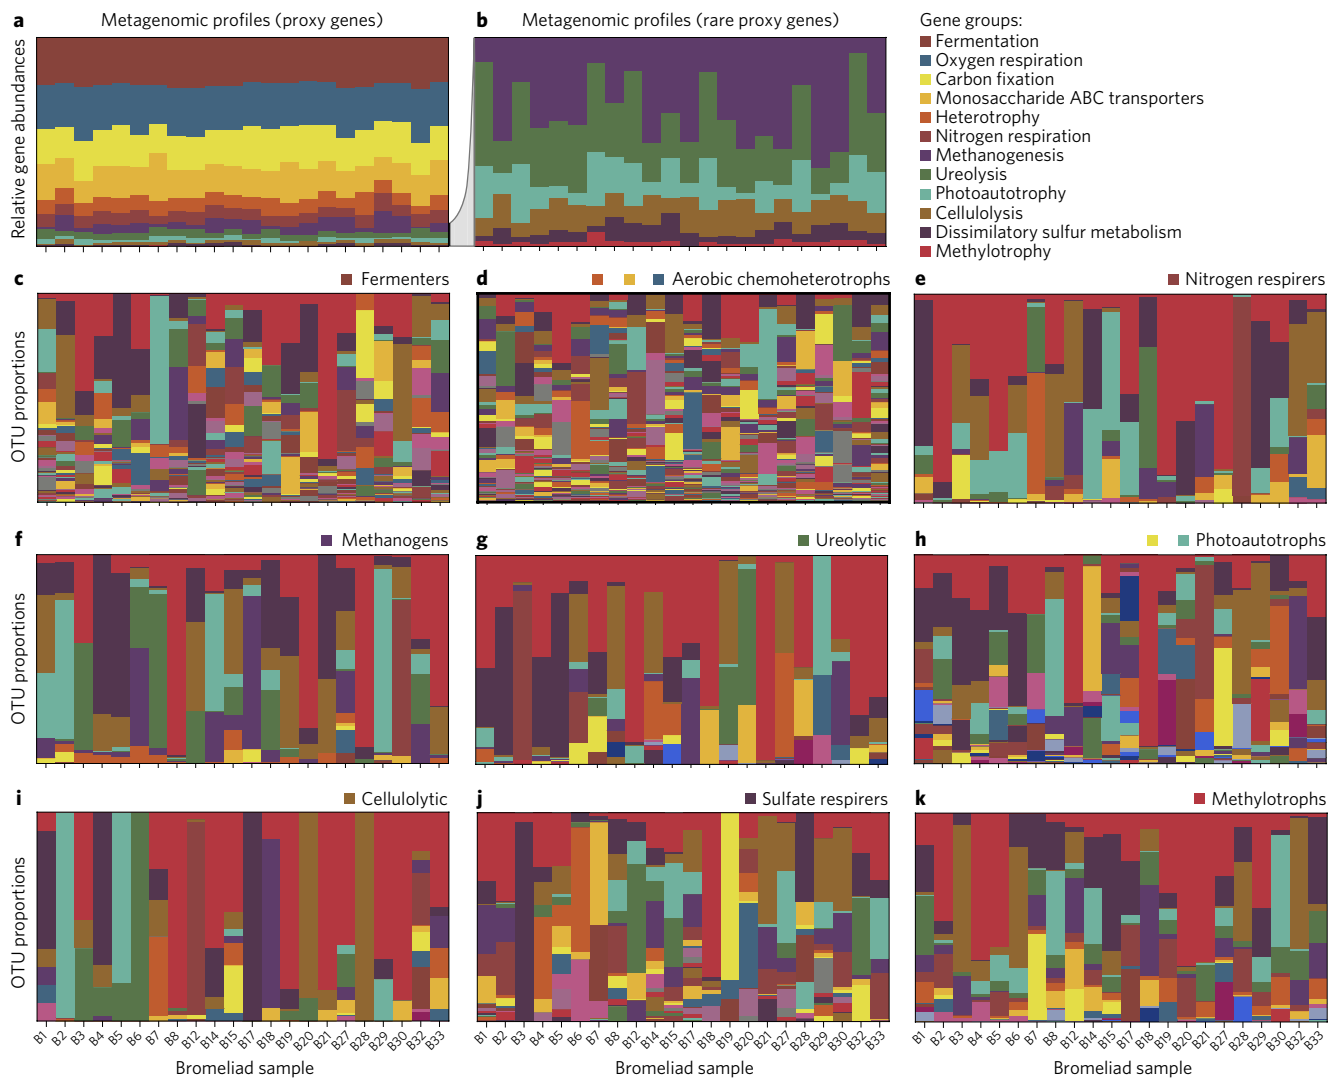 a Metagenomic profiles (proxy genes)
b Metagenomic profiles (rare proxy genes)
Relative gene abundances
Gene groups:
Fermentation
Oxygen respiration
Carbon fixation
Monosaccharide ABC transporters
Heterotrophy
Nitrogen respiration
Methanogenesis
Ureolysis
Photoautotrophy
Cellulolysis
Dissimilatory sulfur metabolism
Methylotrophy
c Fermenters
d Aerobic chemoheterotrophs
e Nitrogen respirers
OTU proportions
f Methanogens
g Ureolytic
h Photoautotrophs
OTU proportions
i Cellulolytic
j Sulfate respirers
k Methylotrophs
OTU proportions
B1 B2 B3 B4 B5 B6 B7 B8 B12 B14 B15 B17 B18 B19 B20 B21 B27 B28 B29 B30 B32 B33
B1 B2 B3 B4 B5 B6 B7 B8 B12 B14 B15 B17 B18 B19 B20 B21 B27 B28 B29 B30 B32 B33
B1 B2 B3 B4 B5 B6 B7 B8 B12 B14 B15 B17 B18 B19 B20 B21 B27 B28 B29 B30 B32 B33
Bromeliad sample
Bromeliad sample
Bromeliad sample